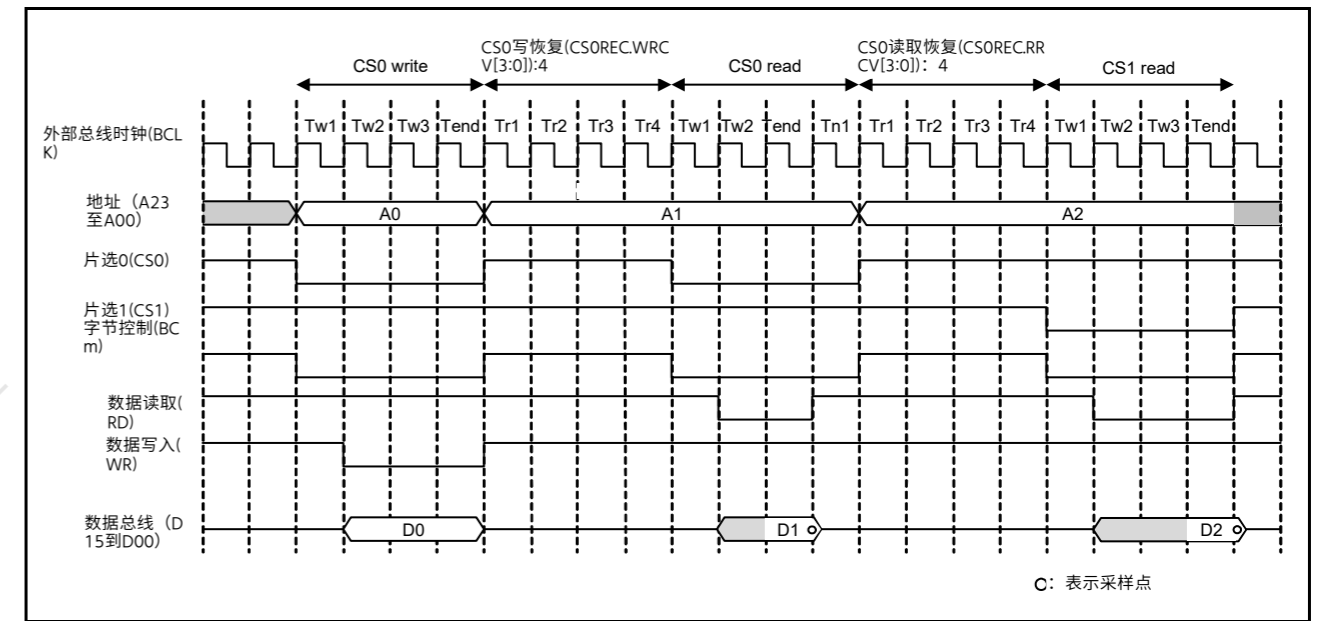 CS0写恢复(CS0REC.WRC
V[3:0]):4
CS0读取恢复(CS0REC.RR
CV[3:0]): 4
CS0 write
CS0 read
CS1 read
外部总线时钟(BCL
K)
Tw1 Tw2 Tw3 Tend Tr1 Tr2 Tr3 Tr4 Tw1 Tw2 Tend Tn1 Tr1 Tr2 Tr3 Tr4 Tw1 Tw2 Tw3 Tend
地址（A23
至A00）
A0 A1 A2
片选0(CS0)
片选1(CS1)
字节控制(BC
m)
数据读取(
RD)
数据写入(
WR)
数据总线（D
15到D00）
D0 D1 D2
O：表示采样点